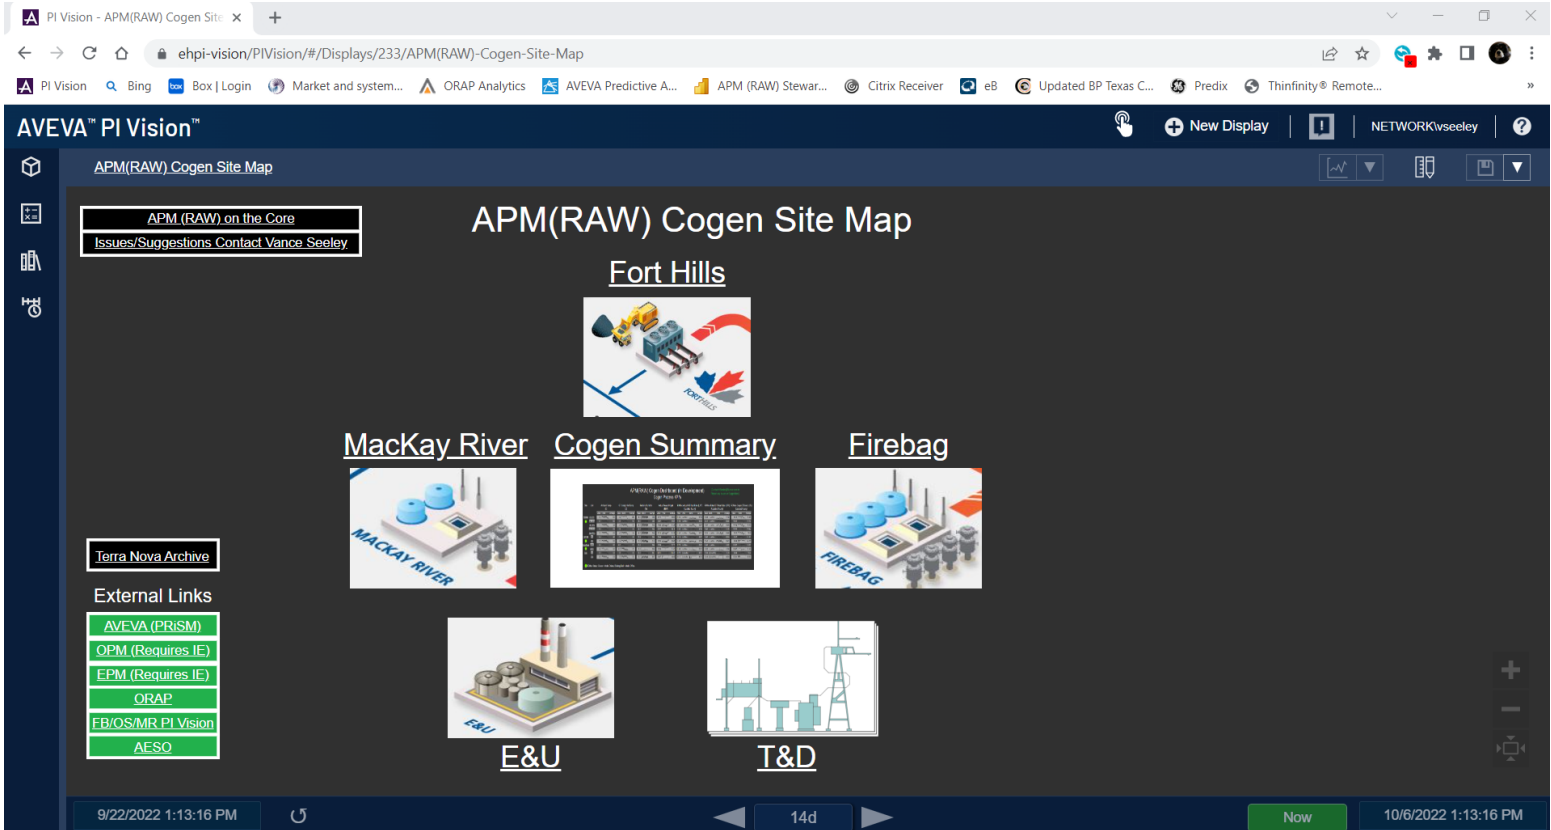 PI Vision - APM(RAW) Cogen Site
ehpi-vision/PIVision/#/Displays/233/APM(RAW)-Cogen-Site-Map
PI Vision
Bing
box
Box | Login
Market and system...
ORAP Analytics
AVEVA Predictive A...
APM (RAW) Stewar...
Citrix Receiver
eB
Updated BP Texas C...
Predix
Thinfinity® Remote...
»
AVEVA™ PI Vision™
New Display
NETWORK\vseeley
APM(RAW) Cogen Site Map
APM (RAW) on the Core
Issues/Suggestions Contact Vance Seeley
APM(RAW) Cogen Site Map
Fort Hills
FORT HILLS
MacKay River
Cogen Summary
Firebag
MACKAY RIVER
FIREBAG
Terra Nova Archive
External Links
AVEVA (PRiSM)
OPM (Requires IE)
EPM (Requires IE)
ORAP
FB/OS/MR PI Vision
AESO
E&U
E&U
T&D
9/22/2022 1:13:16 PM
14d
Now
10/6/2022 1:13:16 PM